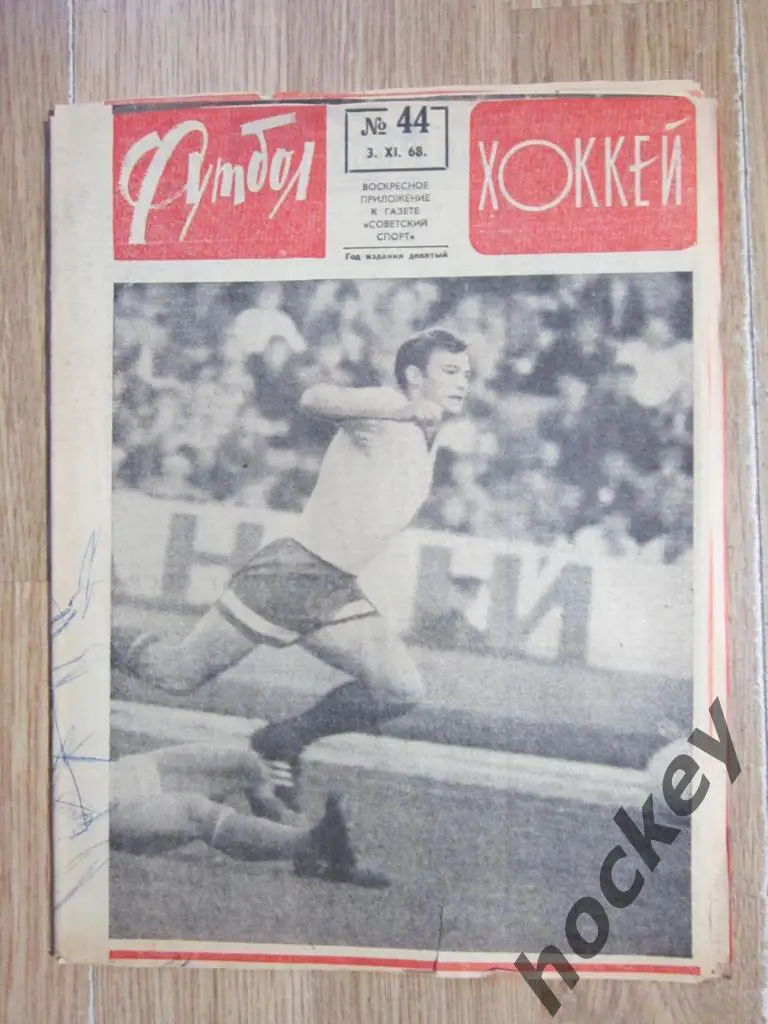 Футбол
№ 44
3. XI. 68.
ВОСКРЕСНОЕ
ПРИЛОЖЕНИЕ
К ГАЗЕТЕ
«СОВЕТСКИЙ
СПОРТ»
Год издания девятый
ХОККЕЙ
hockey